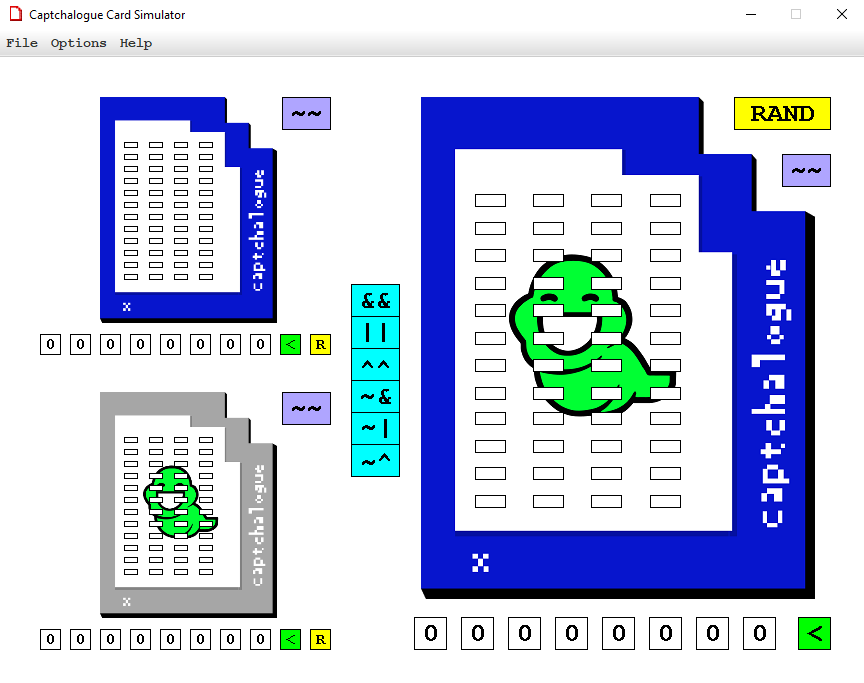 Captchalogue Card Simulator
File Options Help
~~
captchalogue
x
0 0 0 0 0 0 0 0 < R
~~
captchalogue
x
0 0 0 0 0 0 0 0 < R
&&
||
^^
~&
~|
~^
RAND
~~
captchalogue
x
0 0 0 0 0 0 0 0 <